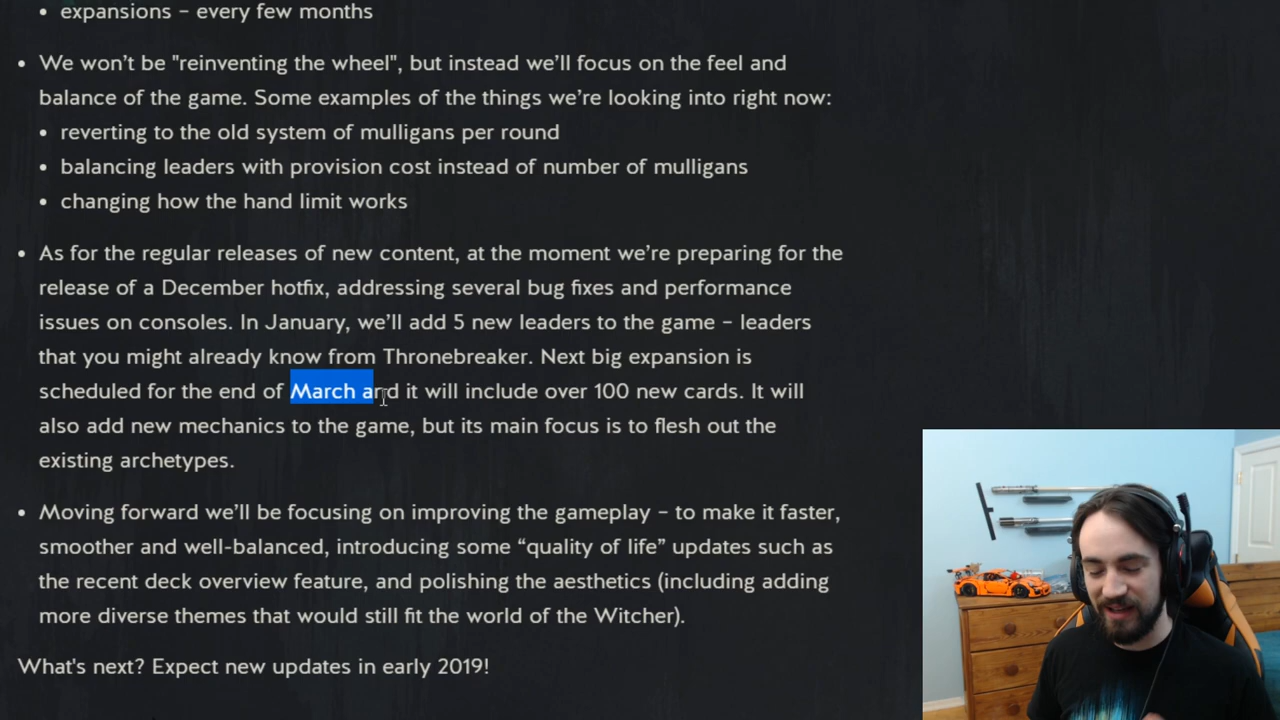 • expansions – every few months
• We won’t be "reinventing the wheel", but instead we’ll focus on the feel and
balance of the game. Some examples of the things we’re looking into right now:
• reverting to the old system of mulligans per round
• balancing leaders with provision cost instead of number of mulligans
• changing how the hand limit works
• As for the regular releases of new content, at the moment we’re preparing for the
release of a December hotfix, addressing several bug fixes and performance
issues on consoles. In January, we’ll add 5 new leaders to the game – leaders
that you might already know from Thronebreaker. Next big expansion is
scheduled for the end of March and it will include over 100 new cards. It will
also add new mechanics to the game, but its main focus is to flesh out the
existing archetypes.
• Moving forward we’ll be focusing on improving the gameplay – to make it faster,
smoother and well-balanced, introducing some “quality of life” updates such as
the recent deck overview feature, and polishing the aesthetics (including adding
more diverse themes that would still fit the world of the Witcher).
What's next? Expect new updates in early 2019!